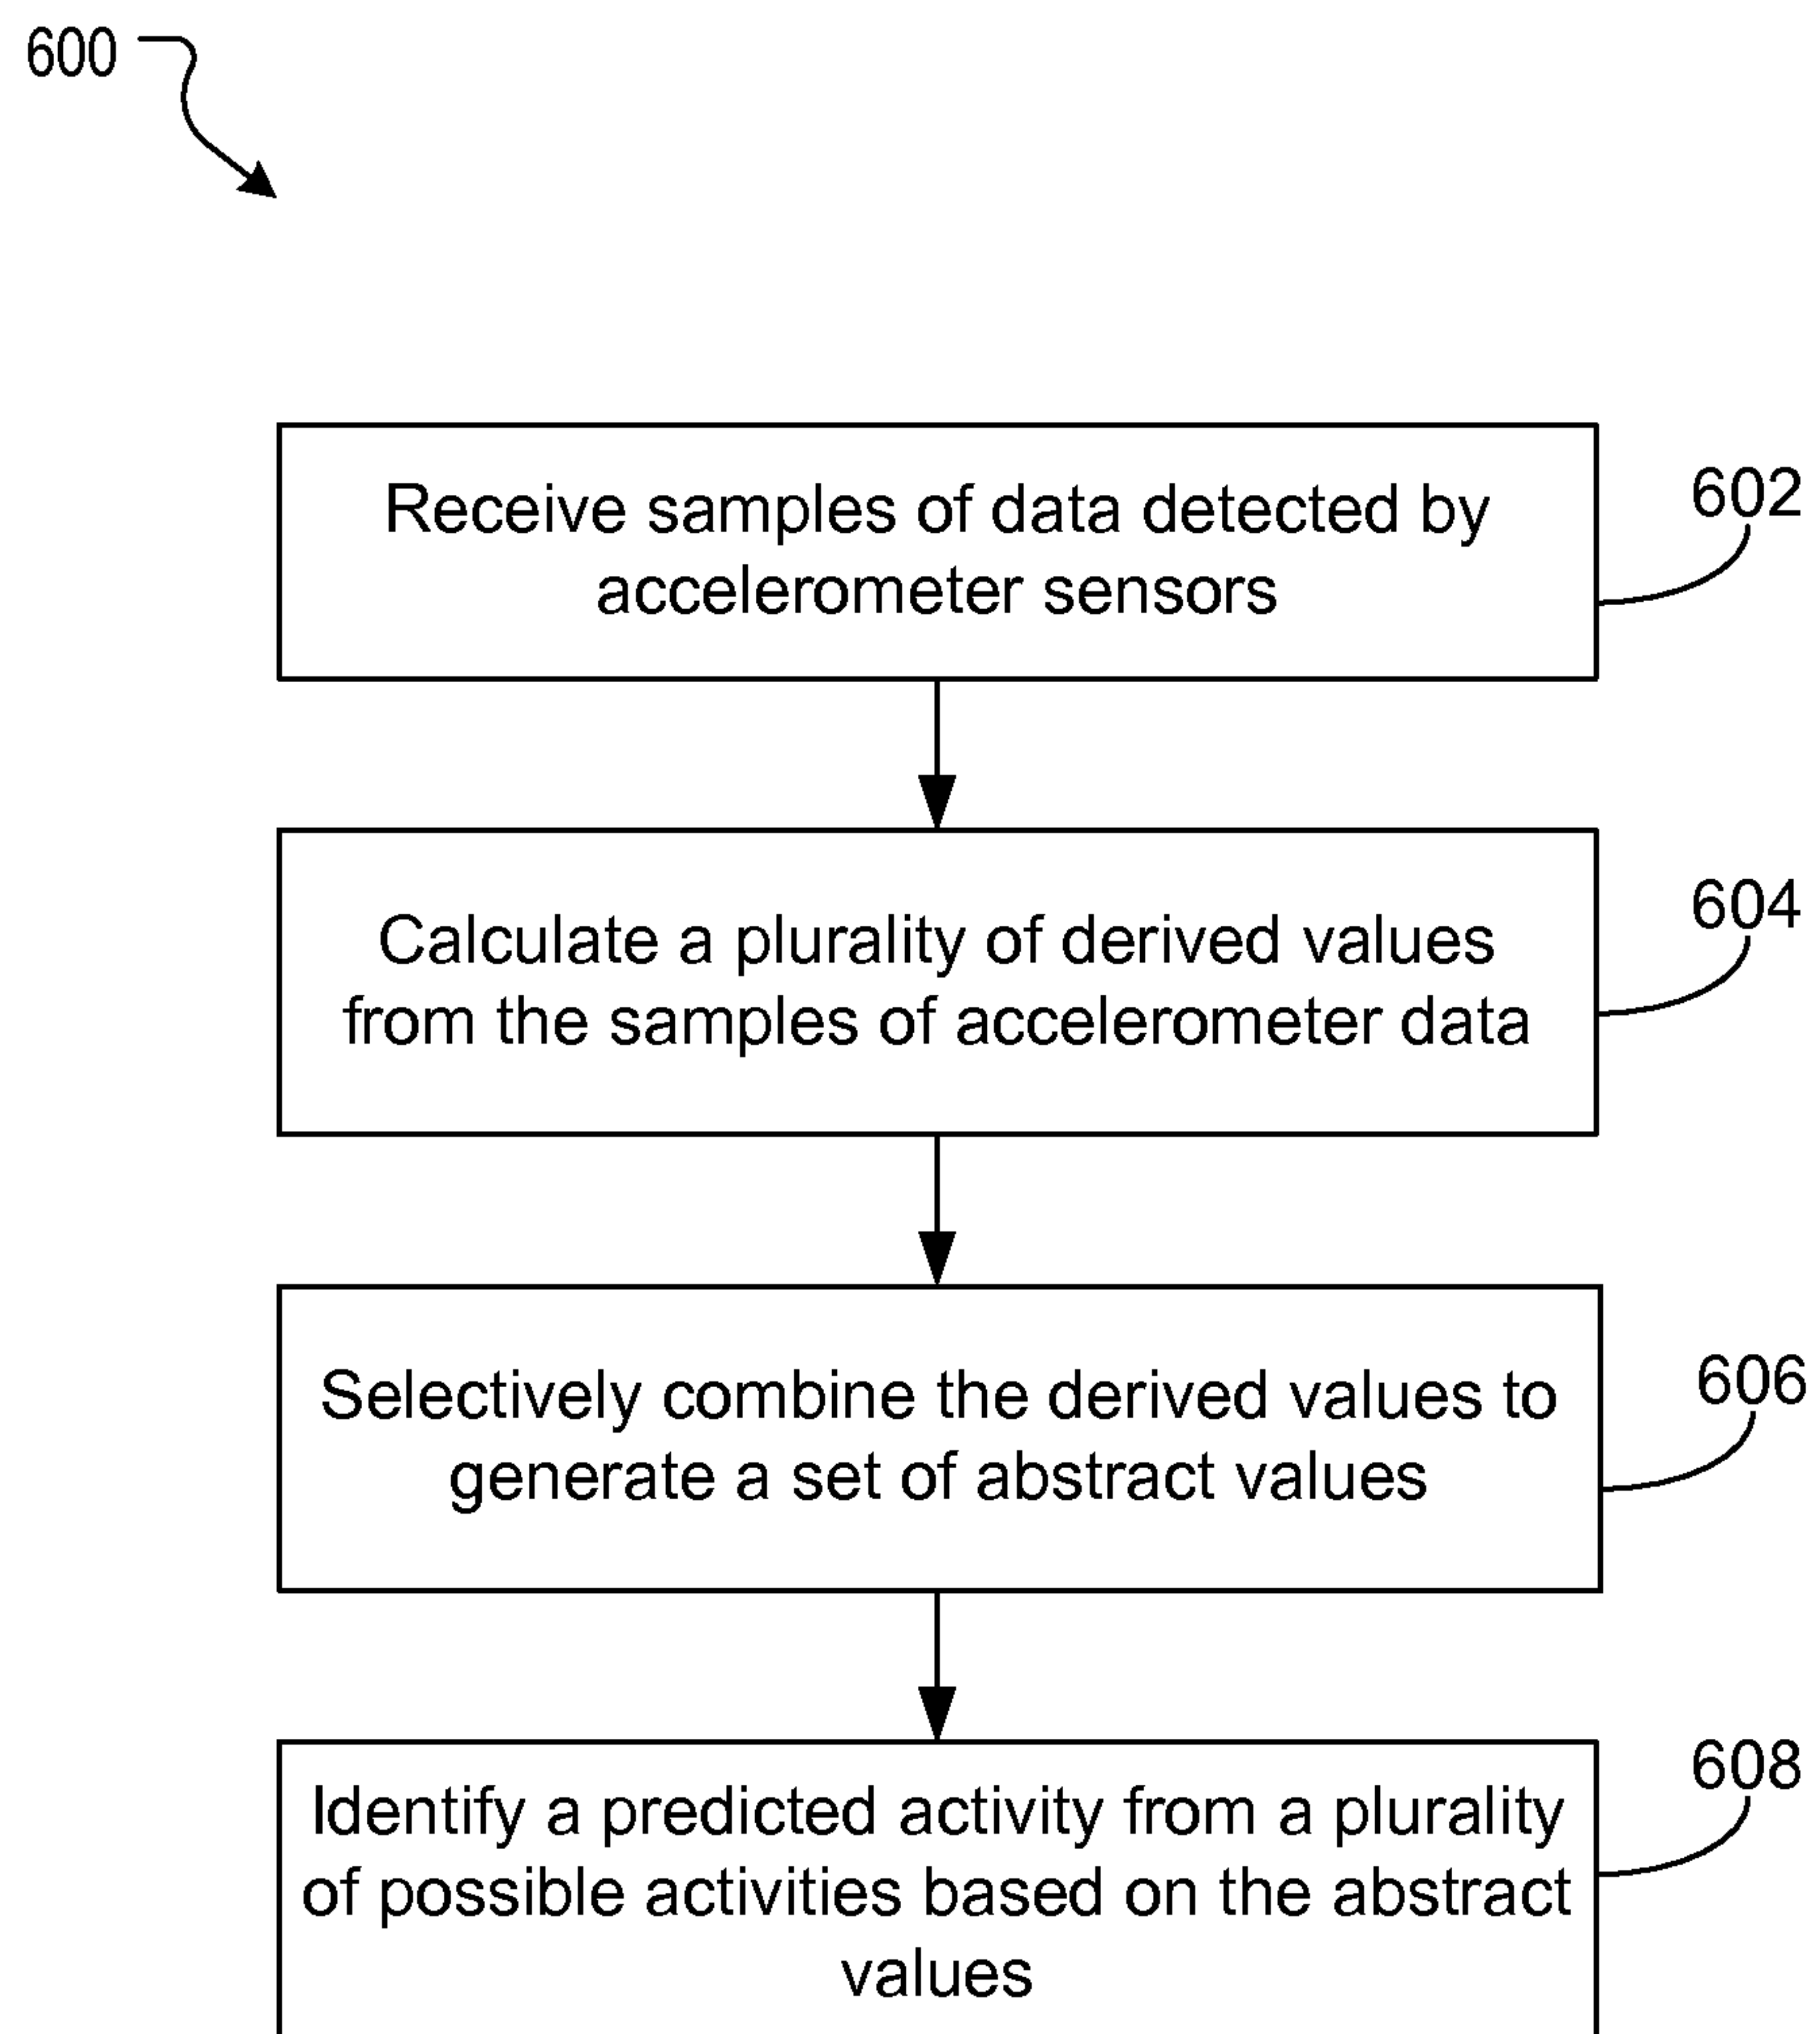 600
Receive samples of data detected by
accelerometer sensors
602
Calculate a plurality of derived values
from the samples of accelerometer data
604
Selectively combine the derived values to
generate a set of abstract values
606
Identify a predicted activity from a plurality
of possible activities based on the abstract
values
608